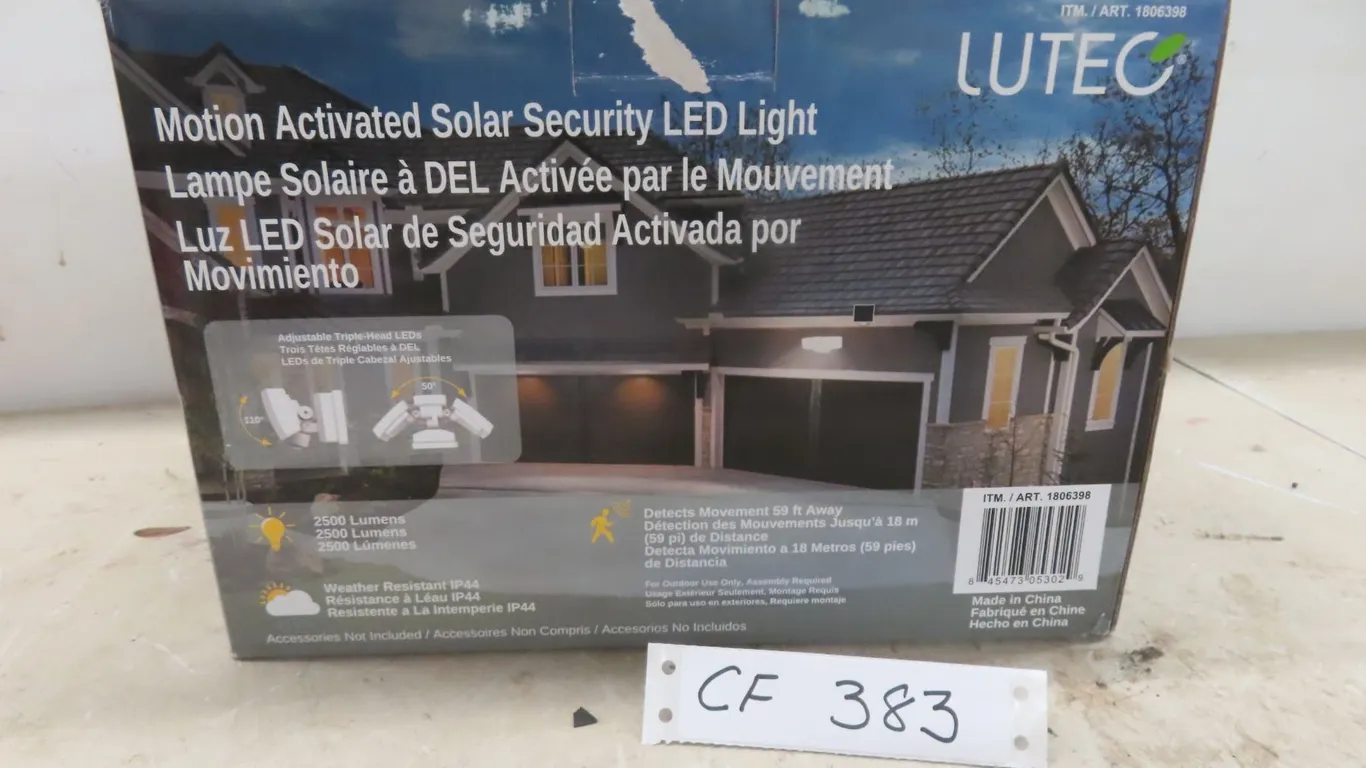 ITM. / ART. 1806398
LUTEC
Motion Activated Solar Security LED Light
Lampe Solaire à DEL Activée par le Mouvement
Luz LED Solar de Seguridad Activada por
Movimiento
Adjustable Triple-Head LEDs
Trois Têtes Réglables à DEL
LEDs de Triple Cabezal Ajustables
110°
50°
2500 Lumens
2500 Lumens
2500 Lúmenes
Weather Resistant IP44
Résistance à Léau IP44
Resistente a La Intemperie IP44
Accessories Not Included / Accessoires Non Compris / Accesorios No Incluidos
Detects Movement 59 ft Away
Détection des Mouvements Jusqu'à 18 m
(59 pi) de Distance
Detecta Movimiento a 18 Metros (59 pies)
de Distancia
For Outdoor Use Only, Assembly Required
Usage Extérieur Seulement, Montage Requis
Sólo para uso en exteriores, Requiere montaje
ITM. / ART. 1806398
8 45473 05302 9
Made in China
Fabriqué en Chine
Hecho en China
CF 383